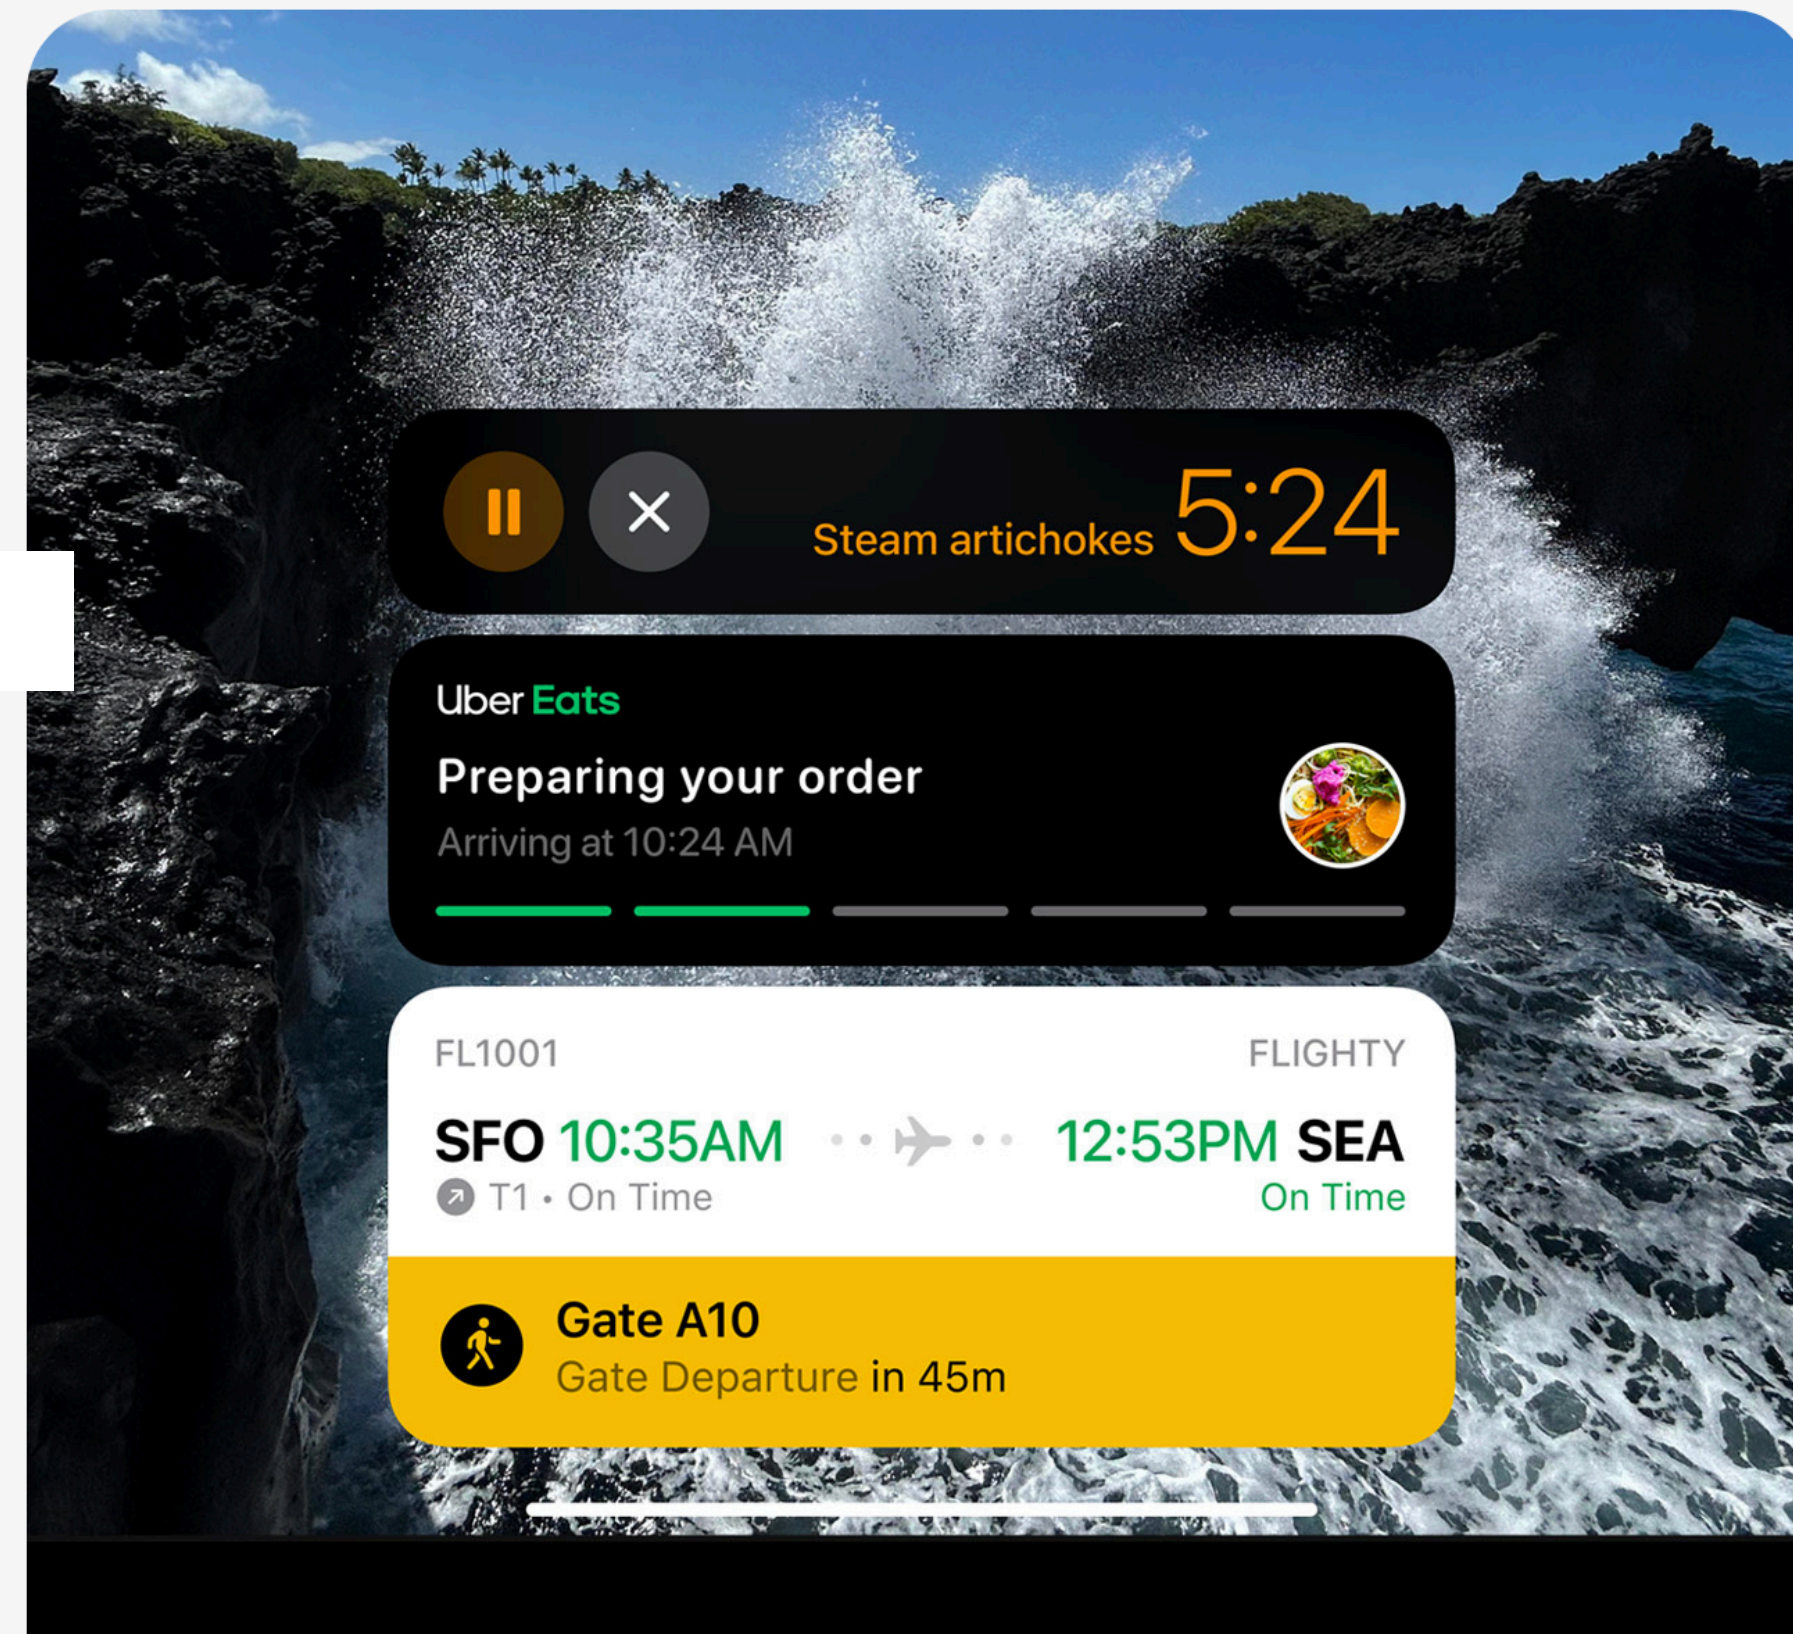 Steam artichokes 5:24
Uber Eats
Preparing your order
Arriving at 10:24 AM
FL1001 FLIGHTY
SFO 10:35AM 12:53PM SEA
T1 • On Time On Time
Gate A10
Gate Departure in 45m